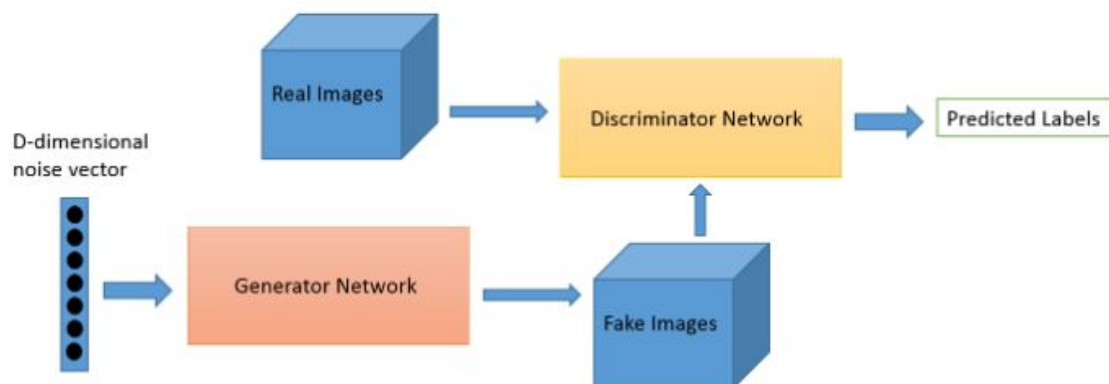 Real Images
Discriminator Network
Predicted Labels
D-dimensional
noise vector
Generator Network
Fake Images